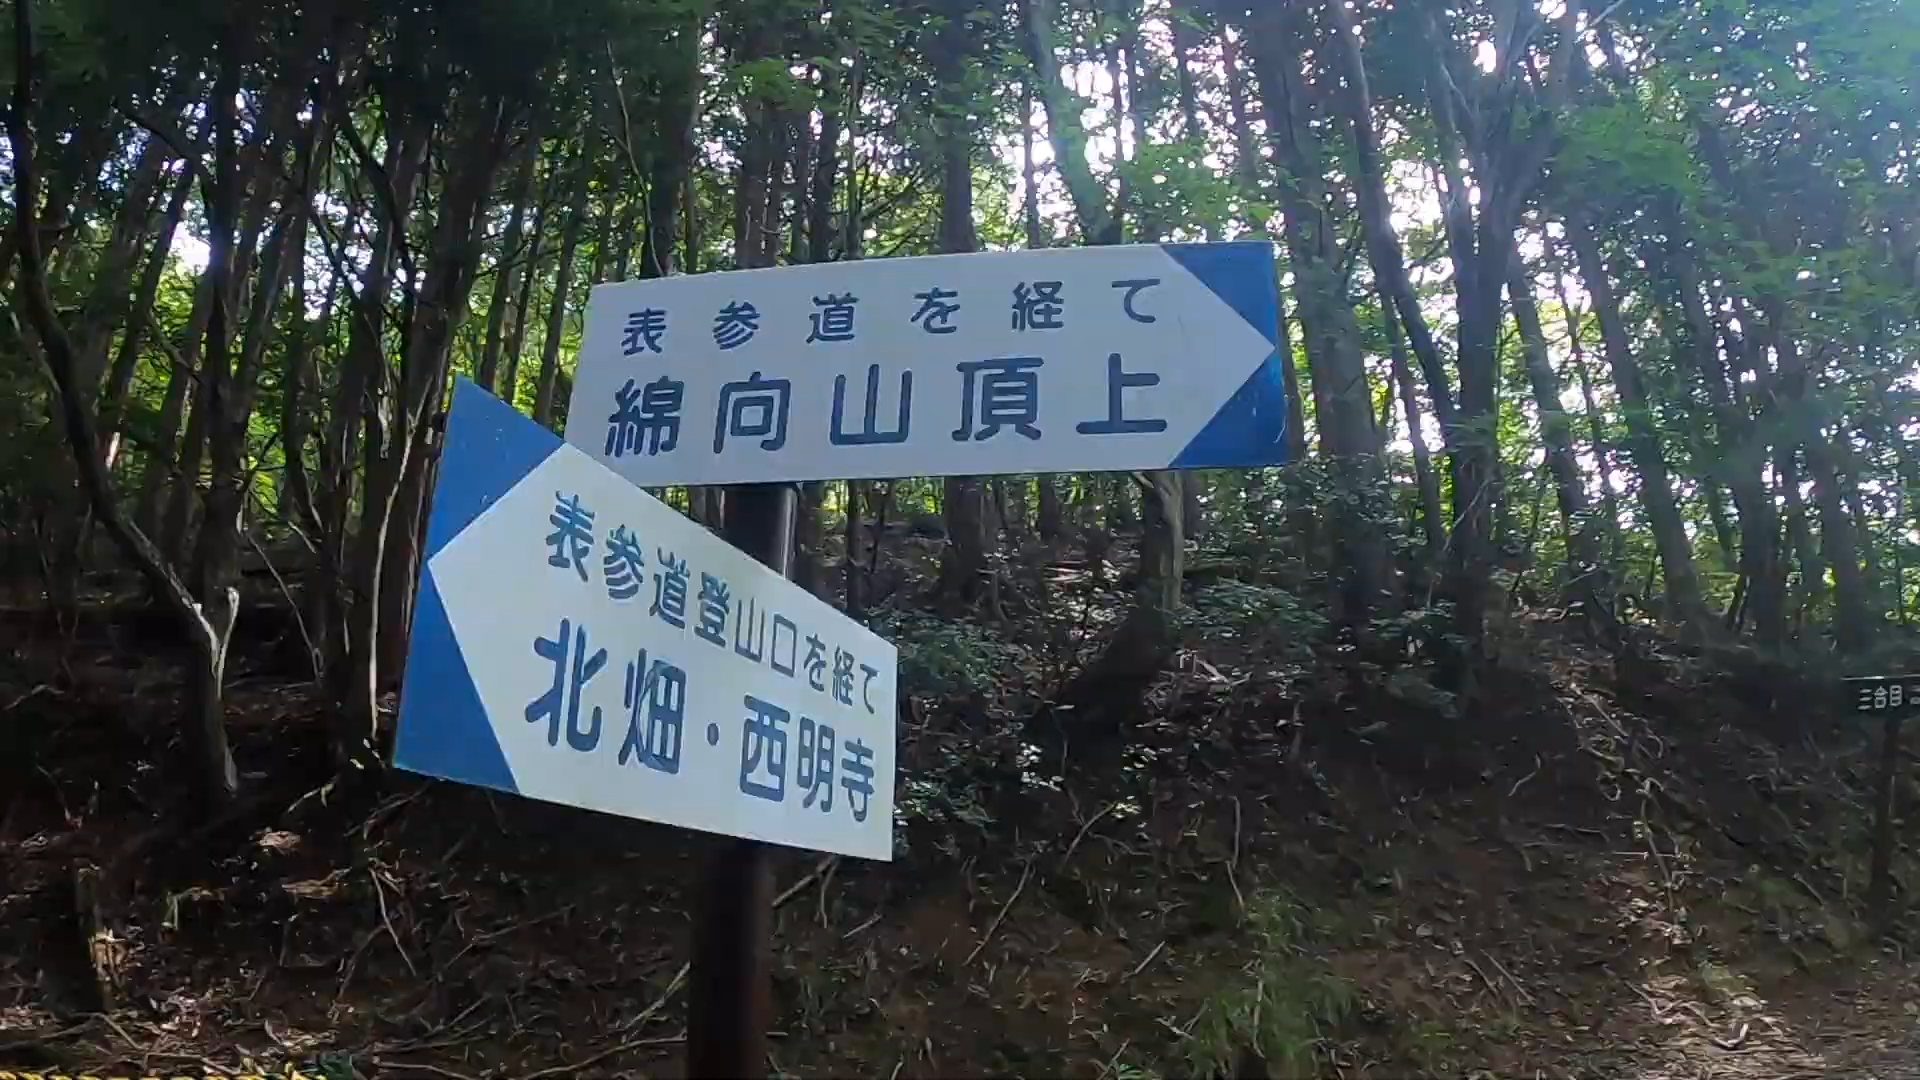 表参道を経て
綿向山頂上
表参道登山口を経て
北畑・西明寺
三合目